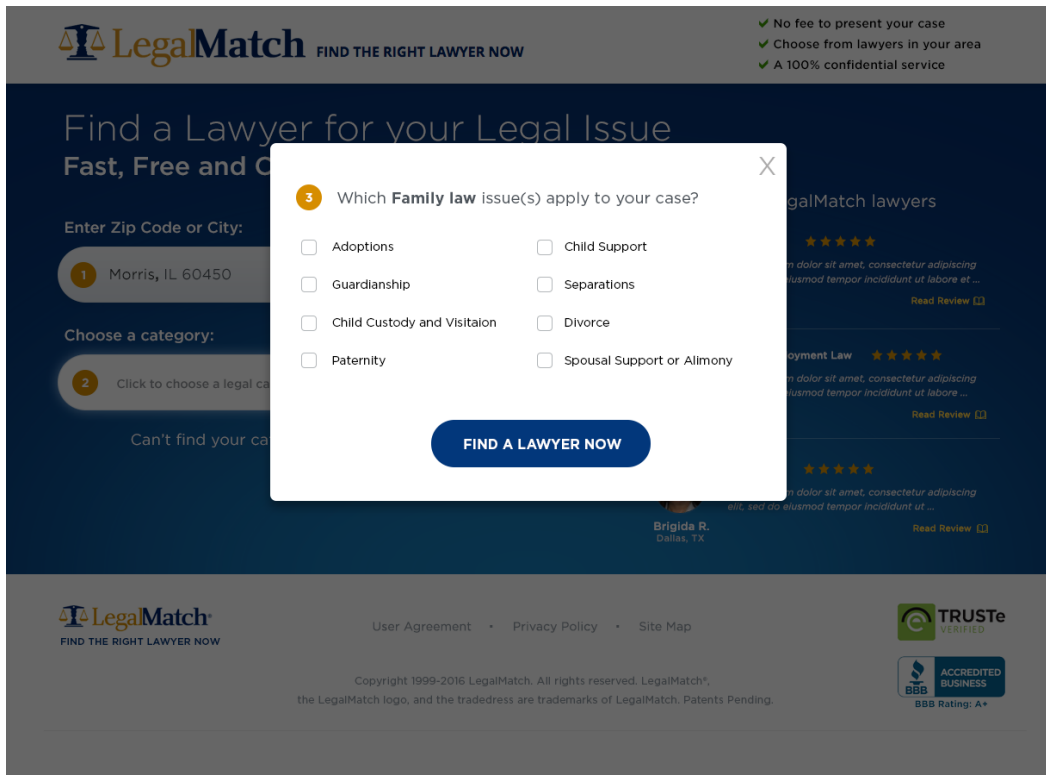 LegalMatch FIND THE RIGHT LAWYER NOW
No fee to present your case
Choose from lawyers in your area
A 100% confidential service
Find a Lawyer for your Legal Issue
Fast, Free and C
Enter Zip Code or City:
1 Morris, IL 60450
Choose a category:
2 Click to choose a legal ca
Can't find your ca
X
3 Which Family law issue(s) apply to your case?
Adoptions
Child Support
Guardianship
Separations
Child Custody and Visitaion
Divorce
Paternity
Spousal Support or Alimony
FIND A LAWYER NOW
galMatch lawyers
dolor sit amet, consectetur adipiscing
eiusmod tempor incididunt ut labore et ...
Read Review
oyment Law
dolor sit amet, consectetur adipiscing
eiusmod tempor incididunt ut labore ...
Read Review
dolor sit amet, consectetur adipiscing
elit, sed do eiusmod tempor incididunt ut ...
Read Review
Brigida R.
Dallas, TX
LegalMatch®
FIND THE RIGHT LAWYER NOW
User Agreement • Privacy Policy • Site Map
Copyright 1999-2016 LegalMatch. All rights reserved. LegalMatch®,
the LegalMatch logo, and the tradedress are trademarks of LegalMatch. Patents Pending.
TRUSTe
VERIFIED
BBB
ACCREDITED
BUSINESS
BBB Rating: A+